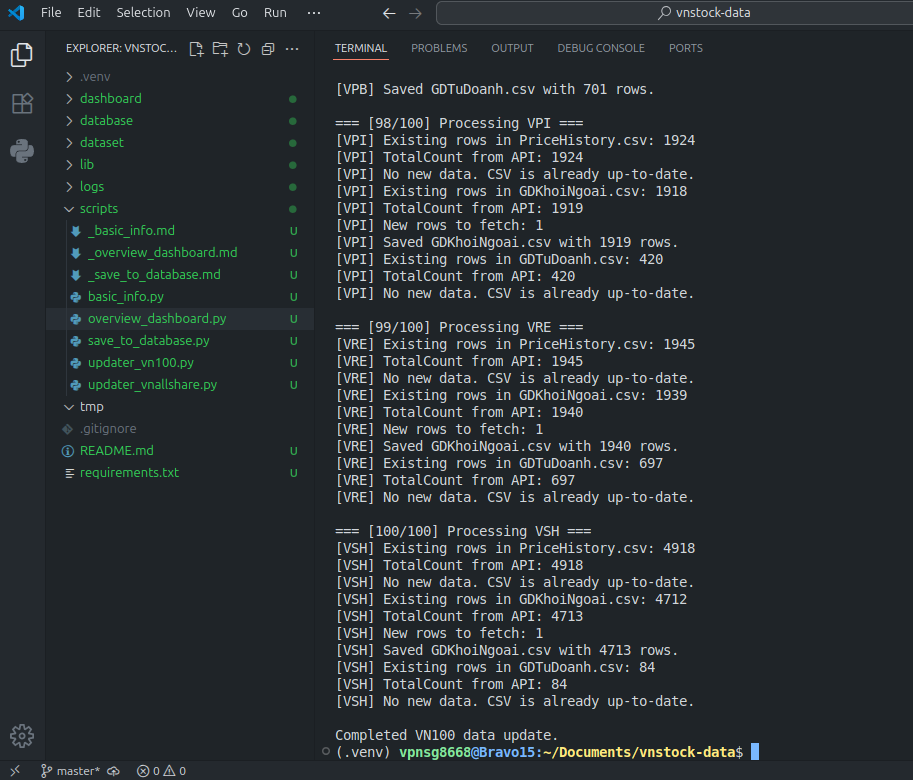 File Edit Selection View Go Run ··· vnstock-data
EXPLORER: VNSTOC... ···
.venv
dashboard
database
dataset
lib
logs
scripts
_basic_info.md U
_overview_dashboard.md U
_save_to_database.md U
basic_info.py U
overview_dashboard.py U
save_to_database.py U
updater_vn100.py U
updater_vnallshare.py U
tmp
.gitignore
README.md U
requirements.txt U
TERMINAL PROBLEMS OUTPUT DEBUG CONSOLE PORTS
[VPB] Saved GDTuDoanh.csv with 701 rows.
=== [98/100] Processing VPI ===
[VPI] Existing rows in PriceHistory.csv: 1924
[VPI] TotalCount from API: 1924
[VPI] No new data. CSV is already up-to-date.
[VPI] Existing rows in GDKhoiNgoai.csv: 1918
[VPI] TotalCount from API: 1919
[VPI] New rows to fetch: 1
[VPI] Saved GDKhoiNgoai.csv with 1919 rows.
[VPI] Existing rows in GDTuDoanh.csv: 420
[VPI] TotalCount from API: 420
[VPI] No new data. CSV is already up-to-date.
=== [99/100] Processing VRE ===
[VRE] Existing rows in PriceHistory.csv: 1945
[VRE] TotalCount from API: 1945
[VRE] No new data. CSV is already up-to-date.
[VRE] Existing rows in GDKhoiNgoai.csv: 1939
[VRE] TotalCount from API: 1940
[VRE] New rows to fetch: 1
[VRE] Saved GDKhoiNgoai.csv with 1940 rows.
[VRE] Existing rows in GDTuDoanh.csv: 697
[VRE] TotalCount from API: 697
[VRE] No new data. CSV is already up-to-date.
=== [100/100] Processing VSH ===
[VSH] Existing rows in PriceHistory.csv: 4918
[VSH] TotalCount from API: 4918
[VSH] No new data. CSV is already up-to-date.
[VSH] Existing rows in GDKhoiNgoai.csv: 4712
[VSH] TotalCount from API: 4713
[VSH] New rows to fetch: 1
[VSH] Saved GDKhoiNgoai.csv with 4713 rows.
[VSH] Existing rows in GDTuDoanh.csv: 84
[VSH] TotalCount from API: 84
[VSH] No new data. CSV is already up-to-date.
Completed VN100 data update.
(.venv) vpnsg8668@Bravo15:~/Documents/vnstock-data$
master* 0 0